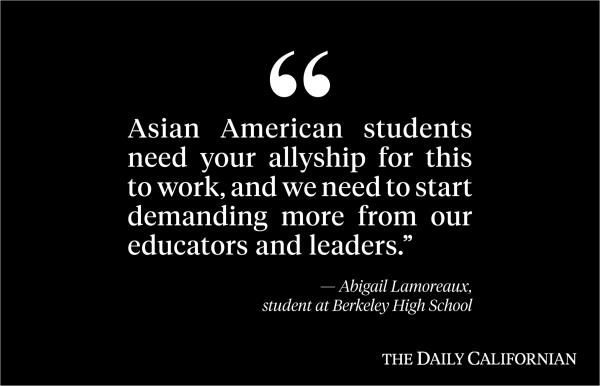 “
Asian American students
need your allyship for this
to work, and we need to start
demanding more from our
educators and leaders.”
— Abigail Lamoreaux,
student at Berkeley High School
THE DAILY CALIFORNIAN